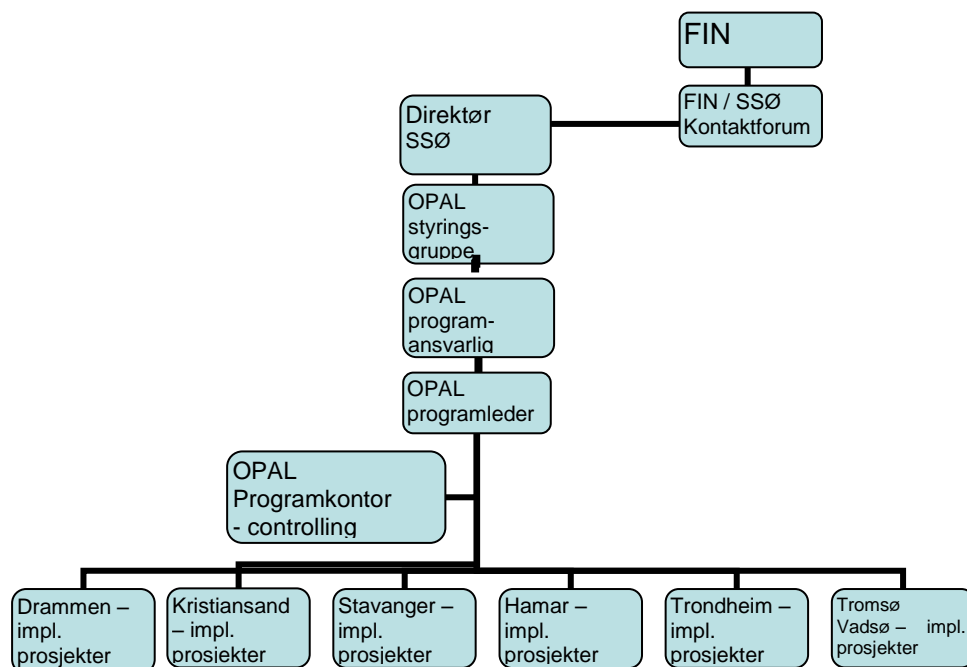 FIN
FIN / SSØ
Kontaktforum
Direktør
SSØ
OPAL
styrings-
gruppe
OPAL
program-
ansvarlig
OPAL
programleder
OPAL
Programkontor
- controlling
Drammen –
impl.
prosjekter
Kristiansand
– impl.
prosjekter
Stavanger –
impl.
prosjekter
Hamar –
impl.
prosjekter
Trondheim –
impl.
prosjekter
Tromsø
Vadsø – impl.
prosjekter